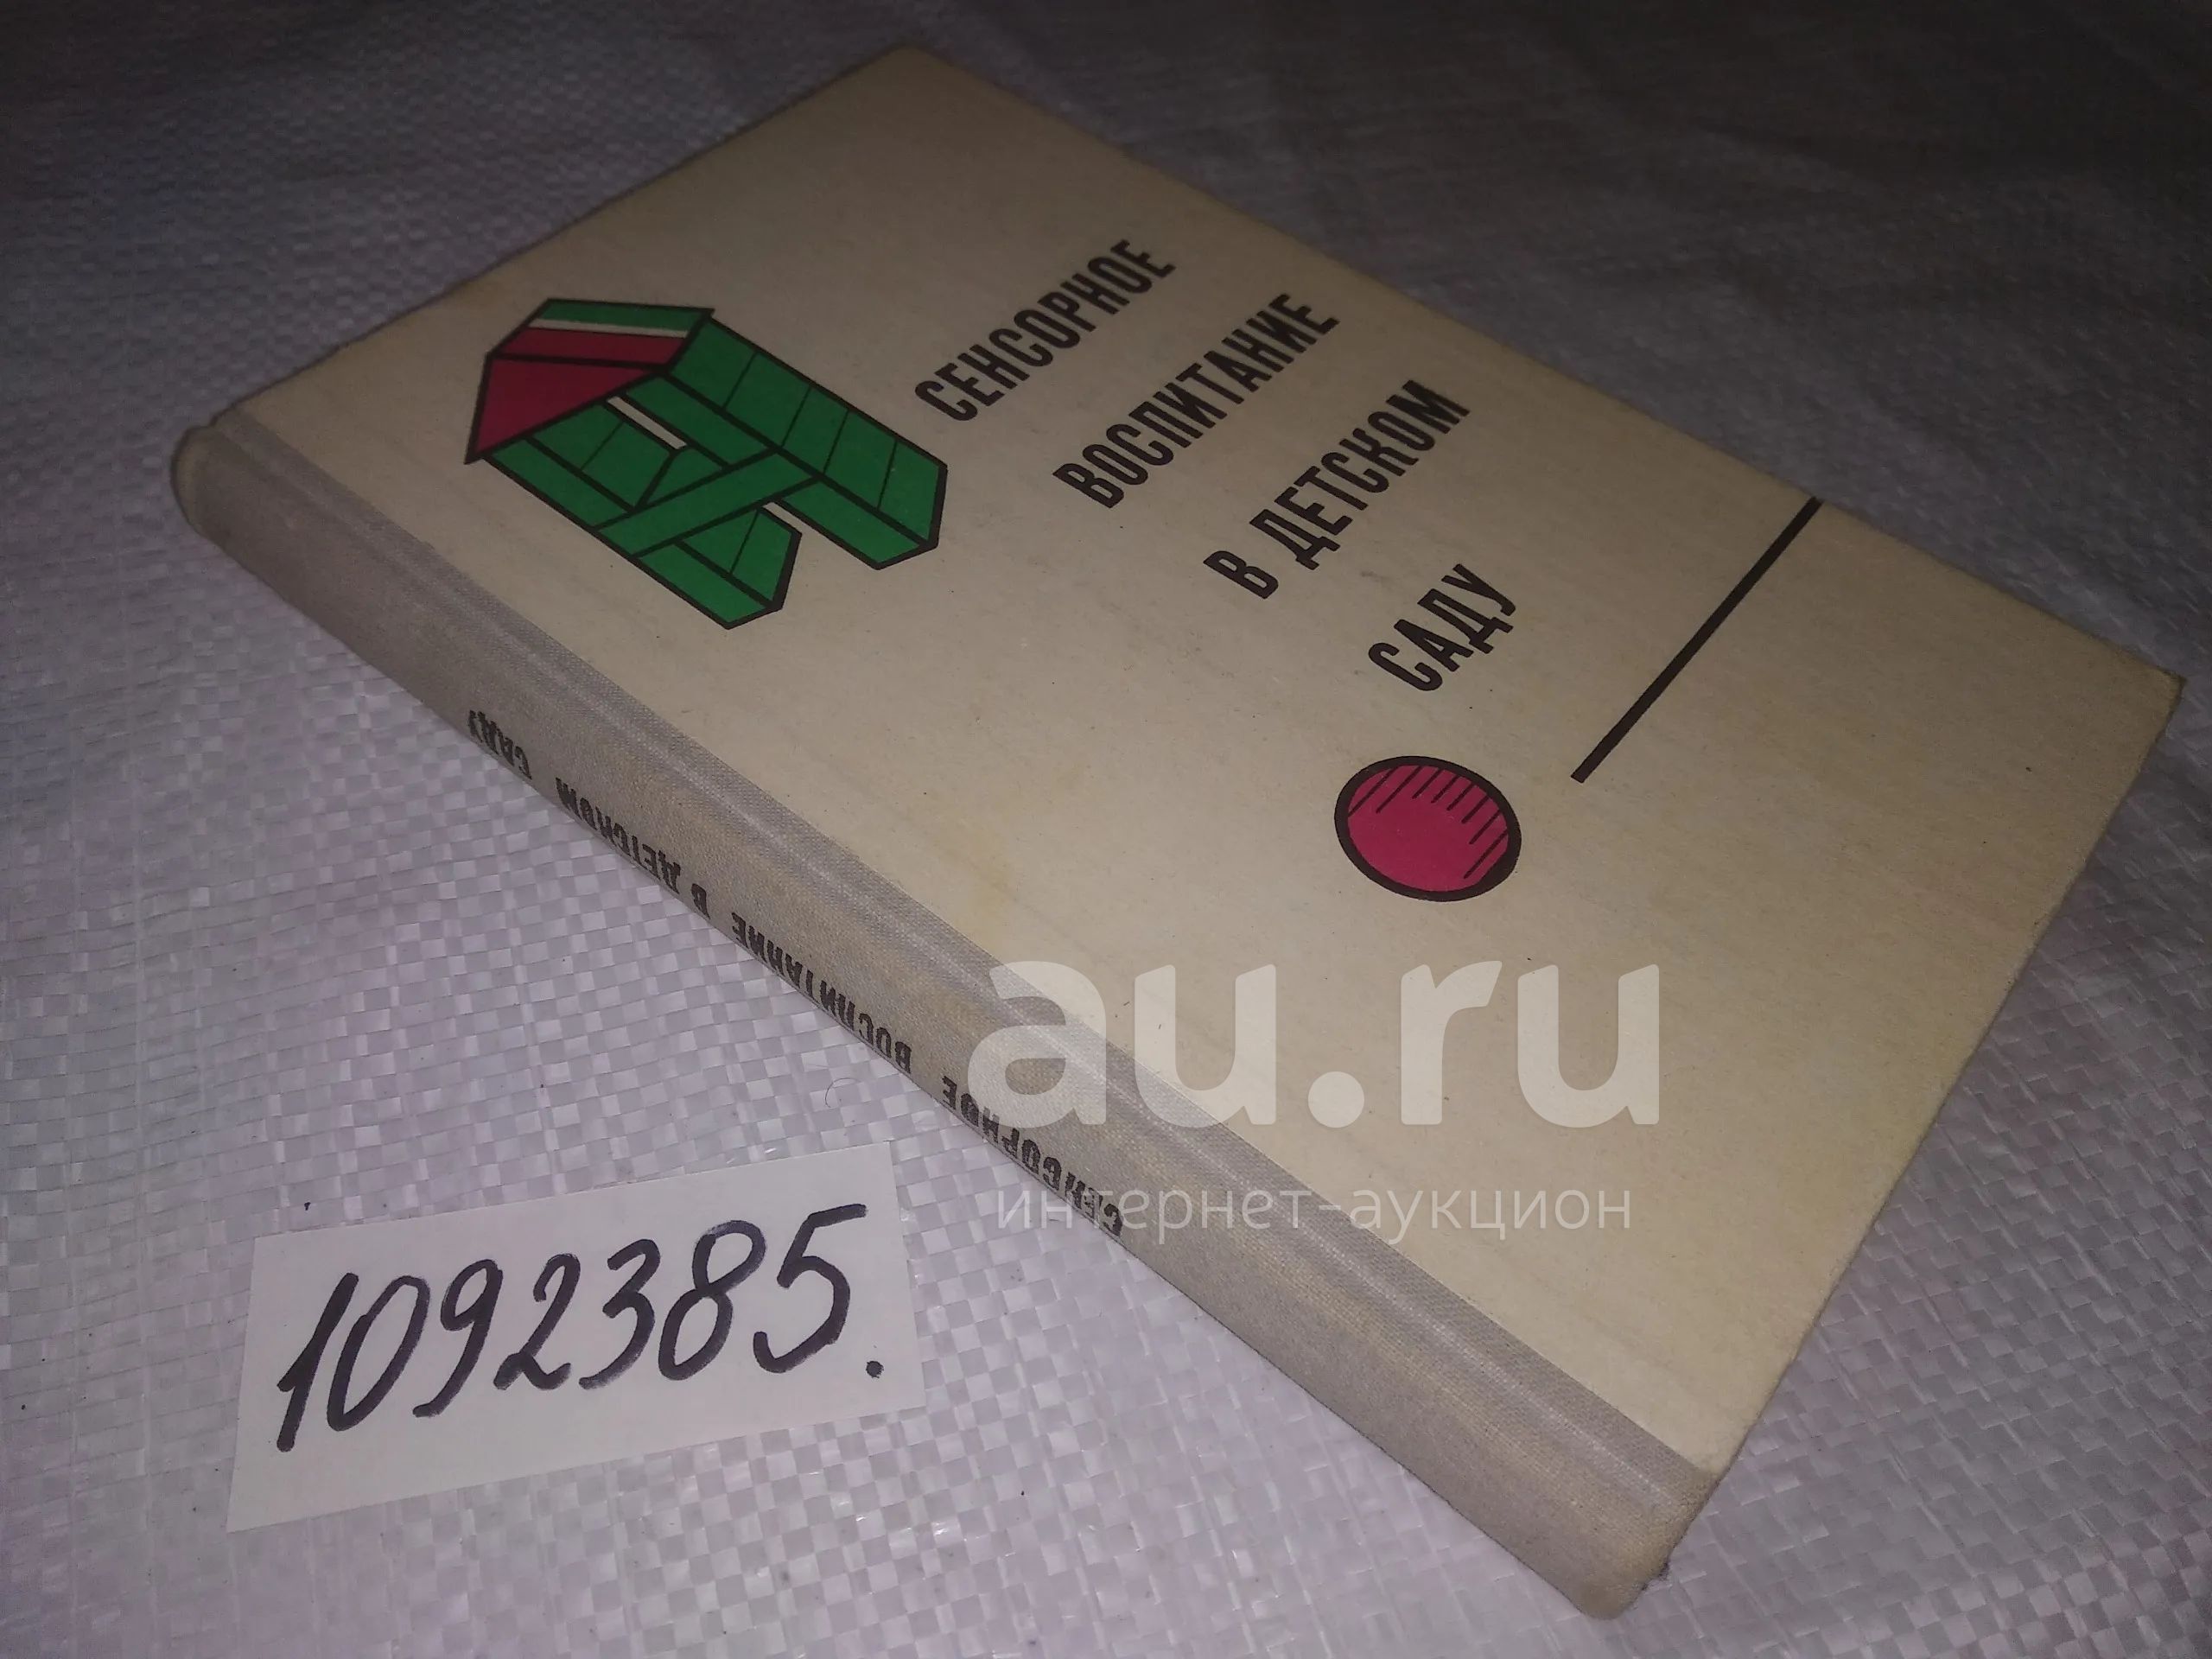 СЕНСОРНОЕ
ВОСПИТАНИЕ
В ДЕТСКОМ
САДУ
СЕНСОРНОЕ ВОСПИТАНИЕ В ДЕТСКОМ САДУ
au.ru
интернет-аукцион
1092385.